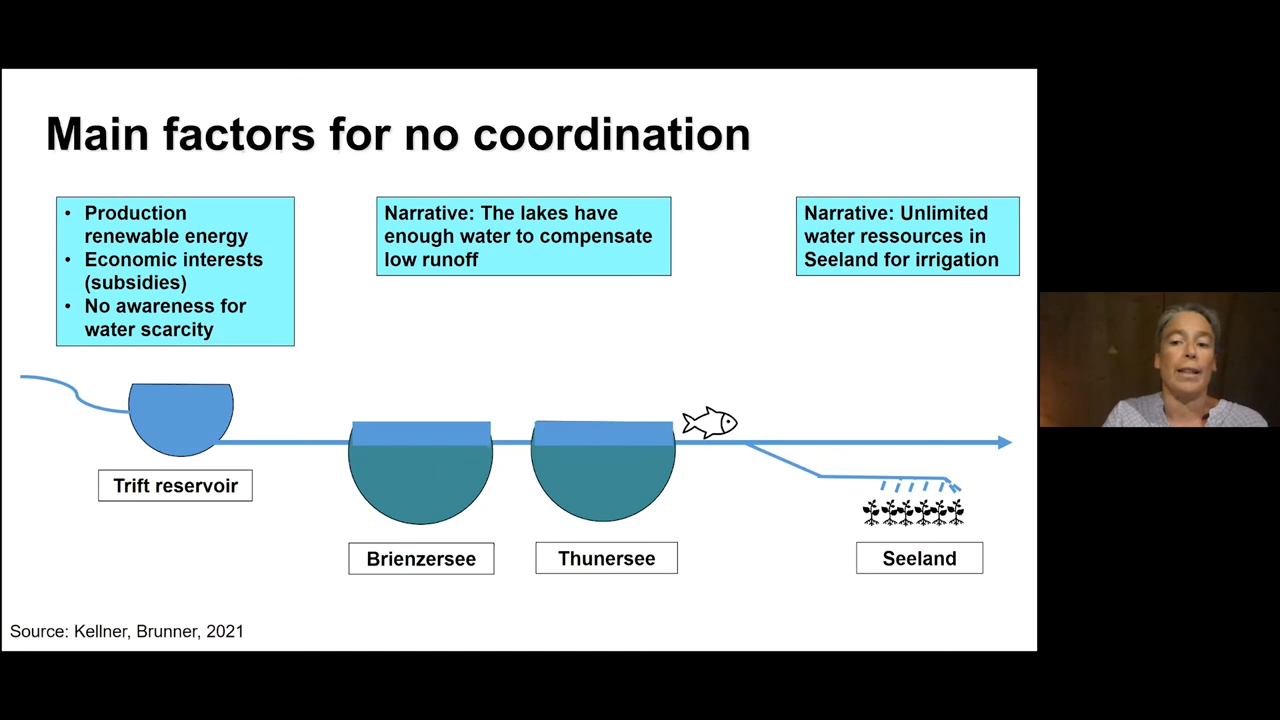 Main factors for no coordination
• Production
renewable energy
• Economic interests
(subsidies)
• No awareness for
water scarcity
Narrative: The lakes have
enough water to compensate
low runoff
Narrative: Unlimited
water ressources in
Seeland for irrigation
Trift reservoir
Brienzersee
Thunersee
Seeland
Source: Kellner, Brunner, 2021